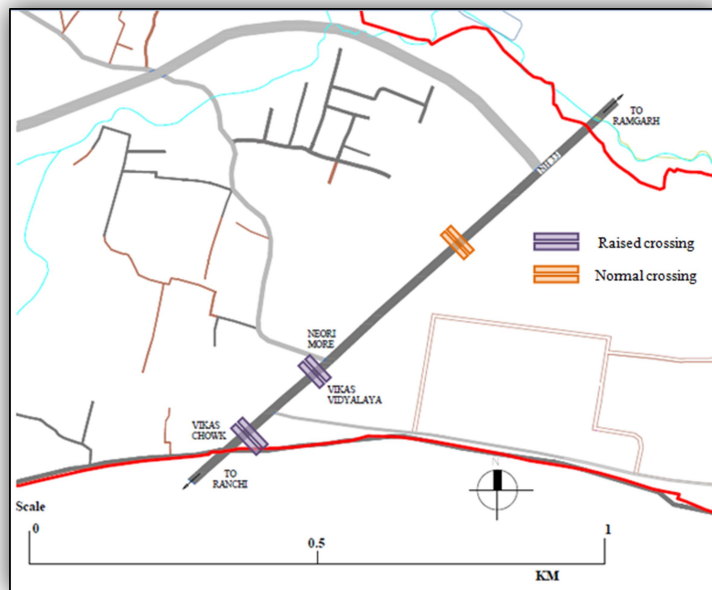 TO
RAMGARH
NH 33
Raised crossing
Normal crossing
NEORI
MORE
VIKAS
VIDYALAYA
VIKAS
CHOWK
TO
RANCHI
N
Scale
0
0.5
1
KM